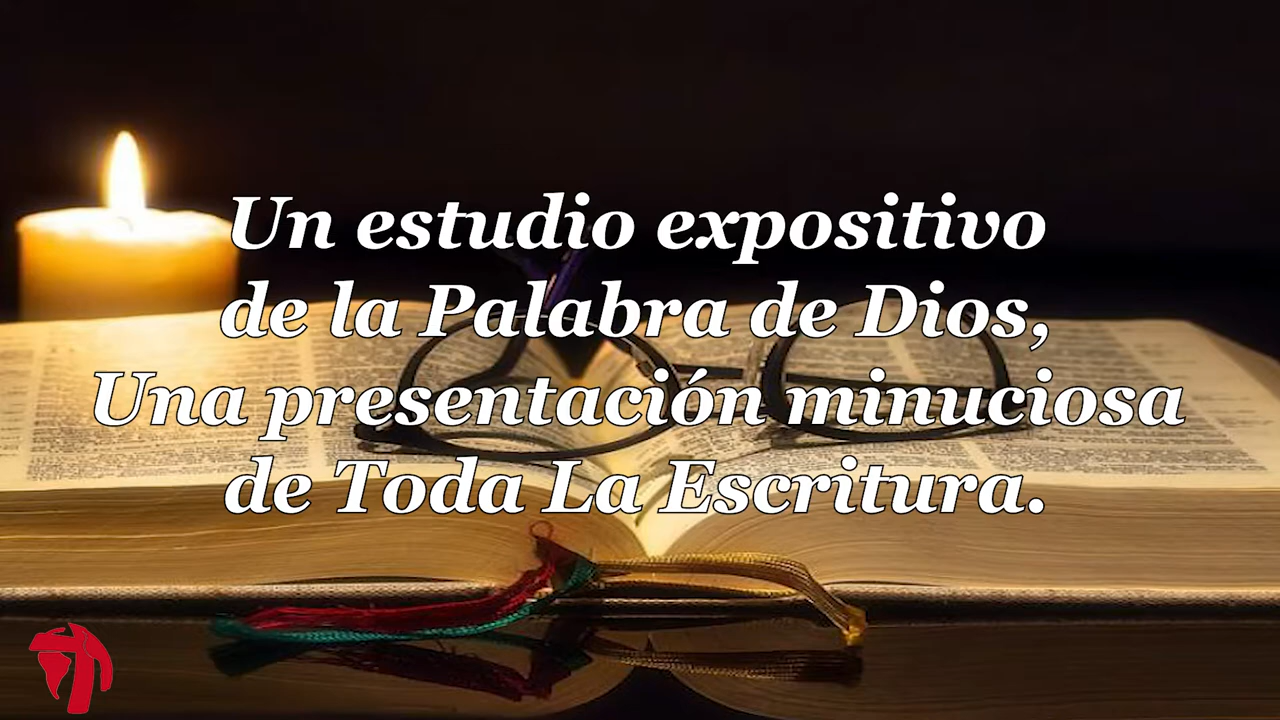 Un estudio expositivo
de la Palabra de Dios,
Una presentación minuciosa
de Toda La Escritura.